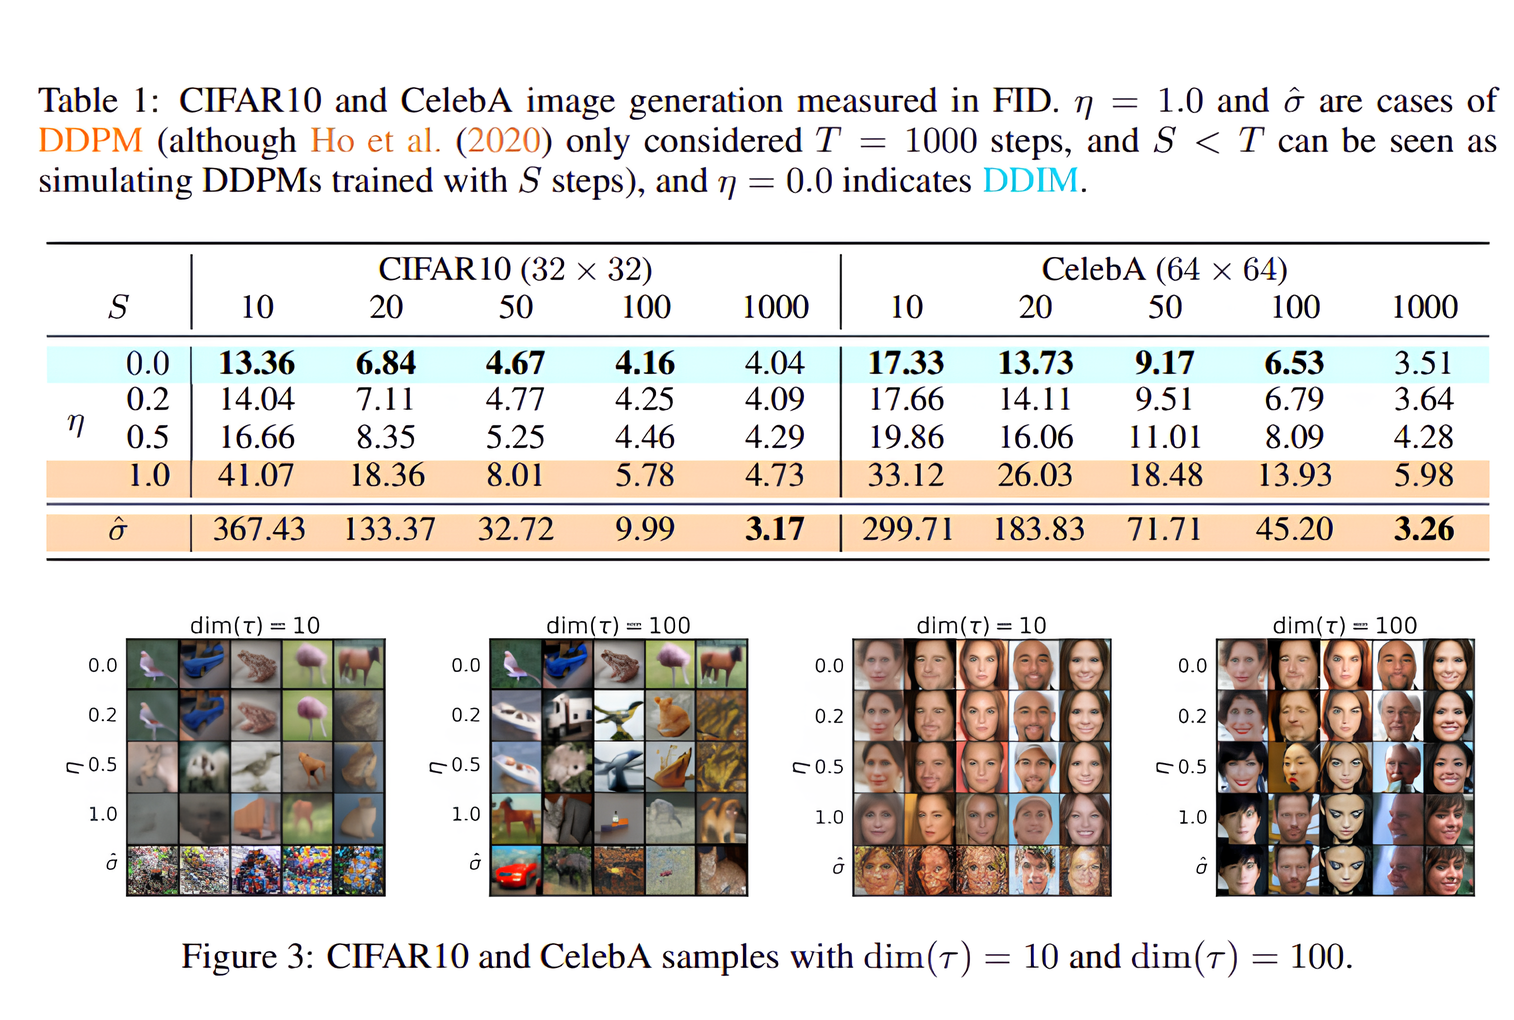 Table 1: CIFAR10 and CelebA image generation measured in FID. η = 1.0 and σ̂ are cases of
DDPM (although Ho et al. (2020) only considered T = 1000 steps, and S < T can be seen as
simulating DDPMs trained with S steps), and η = 0.0 indicates DDIM.
CIFAR10 (32 × 32) CelebA (64 × 64)
S 10 20 50 100 1000 10 20 50 100 1000
0.0 13.36 6.84 4.67 4.16 4.04 17.33 13.73 9.17 6.53 3.51
0.2 14.04 7.11 4.77 4.25 4.09 17.66 14.11 9.51 6.79 3.64
η
0.5 16.66 8.35 5.25 4.46 4.29 19.86 16.06 11.01 8.09 4.28
1.0 41.07 18.36 8.01 5.78 4.73 33.12 26.03 18.48 13.93 5.98
σ̂ 367.43 133.37 32.72 9.99 3.17 299.71 183.83 71.71 45.20 3.26
dim(τ) = 10 dim(τ) = 100 dim(τ) = 10 dim(τ) = 100
0.0 0.0 0.0 0.0
0.2 0.2 0.2 0.2
η 0.5 η 0.5 η 0.5 η 0.5
1.0 1.0 1.0 1.0
σ̂ σ̂ σ̂ σ̂
Figure 3: CIFAR10 and CelebA samples with dim(τ) = 10 and dim(τ) = 100.